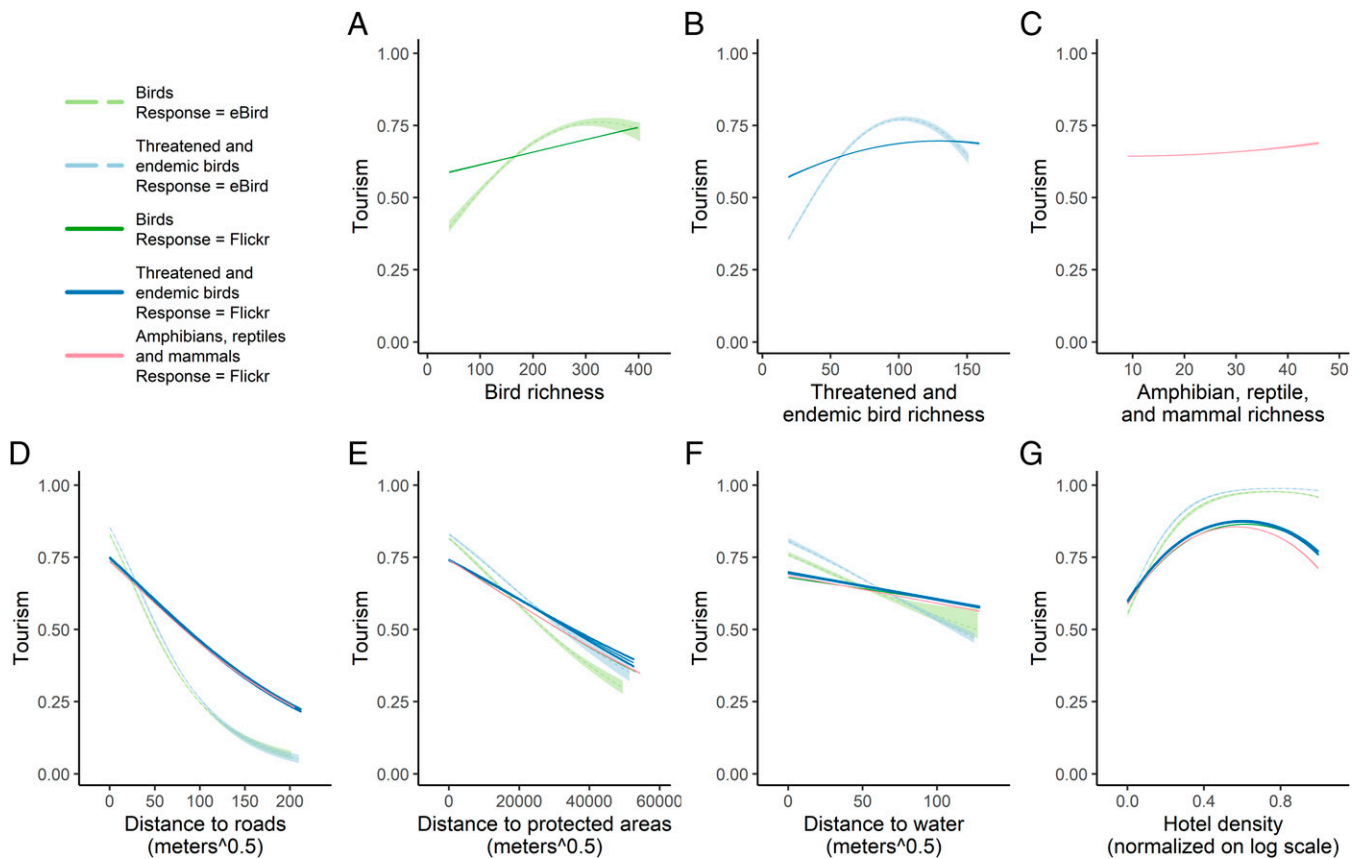 Birds
Response = eBird
Threatened and
endemic birds
Response = eBird
Birds
Response = Flickr
Threatened and
endemic birds
Response = Flickr
Amphibians, reptiles
and mammals
Response = Flickr
A
1.00
0.75
0.50
0.25
0.00
Tourism
0 100 200 300 400
Bird richness
B
1.00
0.75
0.50
0.25
0.00
Tourism
0 50 100 150
Threatened and
endemic bird richness
C
1.00
0.75
0.50
0.25
0.00
Tourism
10 20 30 40 50
Amphibian, reptile,
and mammal richness
D
1.00
0.75
0.50
0.25
0.00
Tourism
0 50 100 150 200
Distance to roads
(meters^0.5)
E
1.00
0.75
0.50
0.25
0.00
Tourism
0 20000 40000 60000
Distance to protected areas
(meters^0.5)
F
1.00
0.75
0.50
0.25
0.00
Tourism
0 50 100
Distance to water
(meters^0.5)
G
1.00
0.75
0.50
0.25
0.00
Tourism
0.0 0.4 0.8
Hotel density
(normalized on log scale)